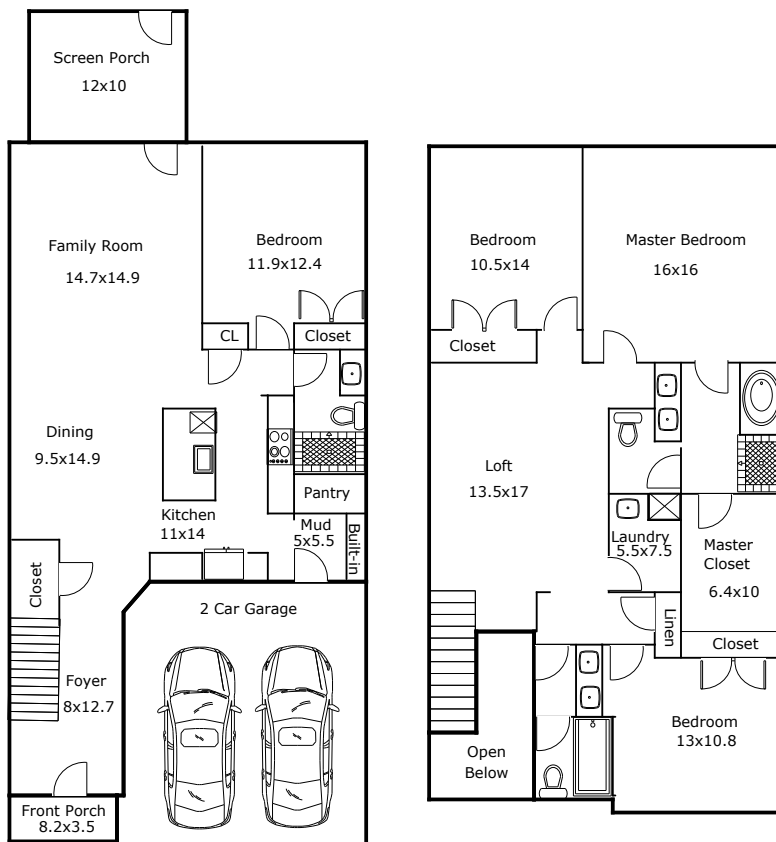 Screen Porch
12x10
Family Room
14.7x14.9
Bedroom
11.9x12.4
CL
Closet
Dining
9.5x14.9
Kitchen
11x14
Pantry
Mud
5x5.5
Built-in
Closet
2 Car Garage
Foyer
8x12.7
Front Porch
8.2x3.5
Bedroom
10.5x14
Master Bedroom
16x16
Closet
Loft
13.5x17
Laundry
5.5x7.5
Master
Closet
6.4x10
Linen
Closet
Bedroom
13x10.8
Open
Below